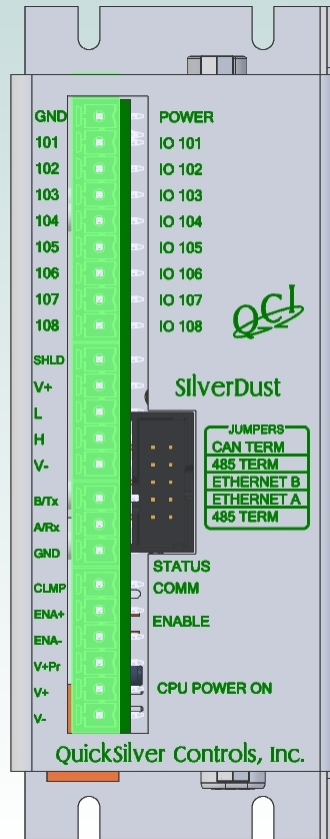 GND POWER
101 IO 101
102 IO 102
103 IO 103
104 IO 104
105 IO 105
106 IO 106
107 IO 107
108 IO 108
QCI
SHLD
V+ SilverDust
L
H
V-
JUMPERS
CAN TERM
485 TERM
ETHERNET B
ETHERNET A
485 TERM
B/Tx
A/Rx
GND
STATUS
CLMP COMM
ENA+
ENABLE
ENA-
V+Pr
V+ CPU POWER ON
V-
QuickSilver Controls, Inc.